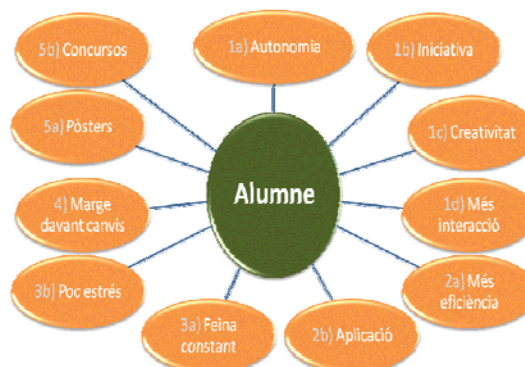 5b) Concursos
1a) Autonomia
1b) Iniciativa
5a) Pòsters
1c) Creativitat
Alumne
4) Marge
davant canvis
1d) Més
interacció
3b) Poc estrés
2a) Més
eficiència
3a) Feina
constant
2b) Aplicació